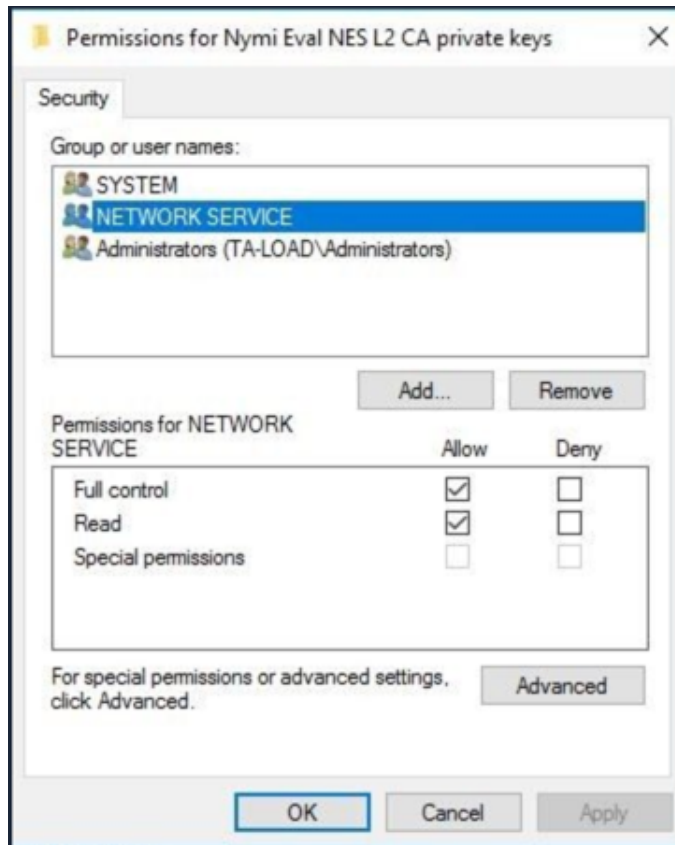 Permissions for Nymi Eval NES L2 CA private keys
Security
Group or user names:
SYSTEM
NETWORK SERVICE
Administrators (TA-LOAD\Administrators)
Add...
Remove
Permissions for NETWORK
SERVICE
Allow
Deny
Full control
Read
Special permissions
For special permissions or advanced settings,
click Advanced.
Advanced
OK
Cancel
Apply